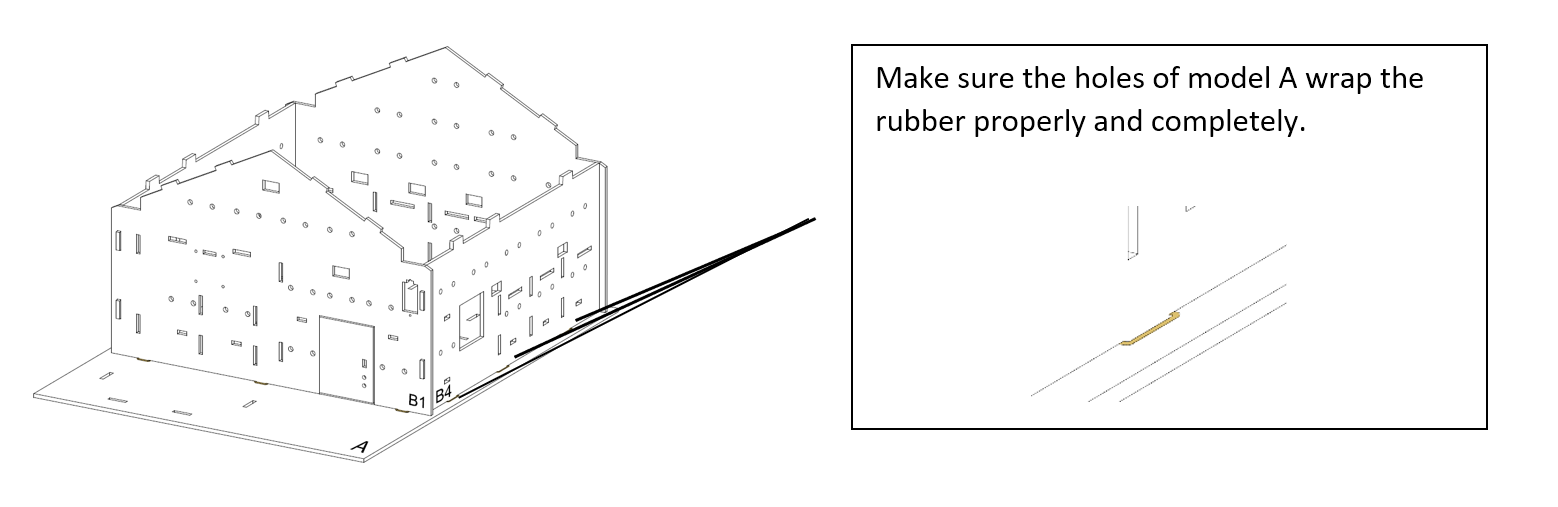 Make sure the holes of model A wrap the
rubber properly and completely.
B1
B4
A